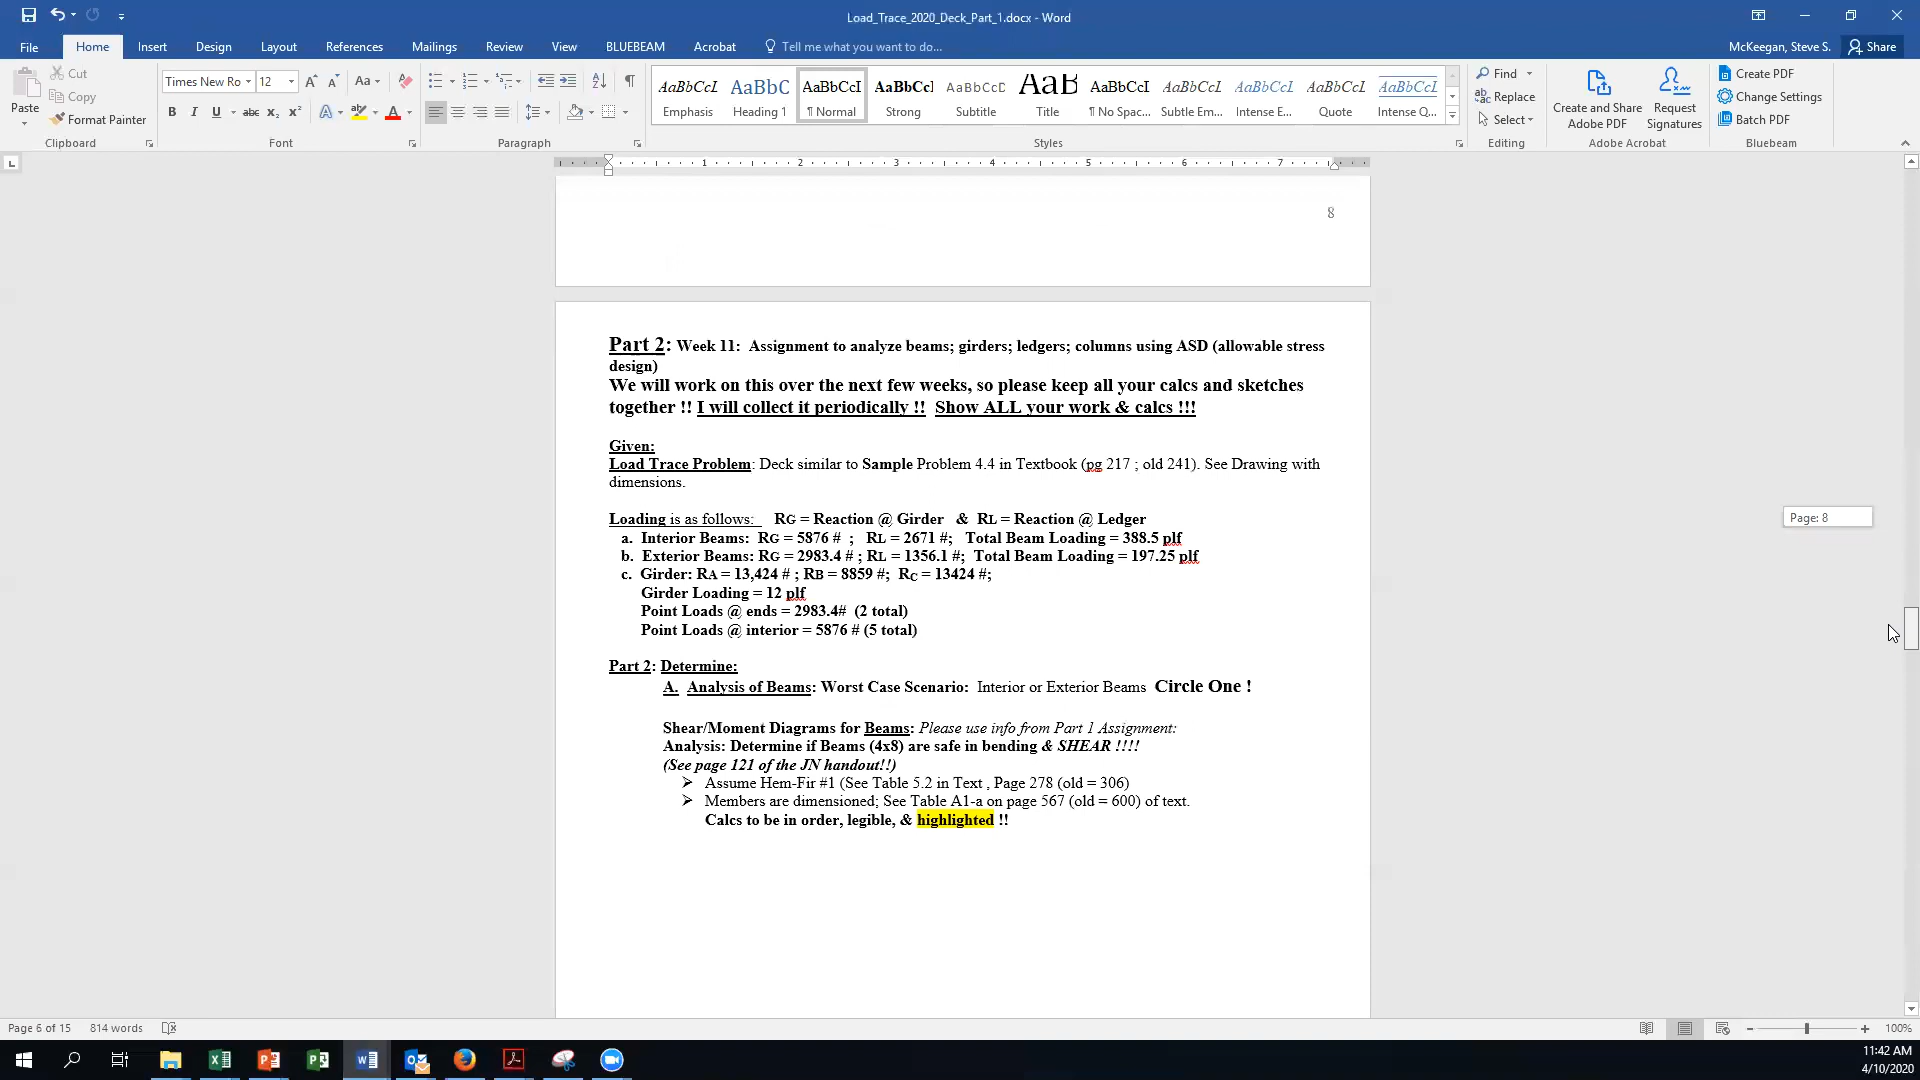 Load_Trace_2020_Deck_Part_1.docx - Word
File Home Insert Design Layout References Mailings Review View BLUEBEAM Acrobat Tell me what you want to do... McKeegan, Steve S. Share
Paste
Cut
Copy
Format Painter
Clipboard
Times New Ro 12
Font
Paragraph
AaBbCcI AaBbC AaBbCcI AaBbCcI AaBbCcD AaB AaBbCcI AaBbCcI AaBbCcI AaBbCcI AaBbCcI
Emphasis Heading 1 ¶ Normal Strong Subtitle Title ¶ No Spac... Subtle Em... Intense E... Quote Intense Q...
Styles
Find
Replace
Select
Editing
Create and Share Adobe PDF
Request Signatures
Adobe Acrobat
Create PDF
Change Settings
Batch PDF
Bluebeam
1 2 3 4 5 6 7
8
Part 2: Week 11: Assignment to analyze beams; girders; ledgers; columns using ASD (allowable stress
design)
We will work on this over the next few weeks, so please keep all your calcs and sketches
together !! I will collect it periodically !! Show ALL your work & calcs !!!
Given:
Load Trace Problem: Deck similar to Sample Problem 4.4 in Textbook (pg 217 ; old 241). See Drawing with
dimensions.
Loading is as follows: RG = Reaction @ Girder & RL = Reaction @ Ledger
a. Interior Beams: RG = 5876 # ; RL = 2671 #; Total Beam Loading = 388.5 plf
b. Exterior Beams: RG = 2983.4 # ; RL = 1356.1 #; Total Beam Loading = 197.25 plf
c. Girder: RA = 13,424 # ; RB = 8859 #; RC = 13424 #;
Girder Loading = 12 plf
Point Loads @ ends = 2983.4# (2 total)
Point Loads @ interior = 5876 # (5 total)
Part 2: Determine:
A. Analysis of Beams: Worst Case Scenario: Interior or Exterior Beams Circle One !
Shear/Moment Diagrams for Beams: Please use info from Part 1 Assignment:
Analysis: Determine if Beams (4x8) are safe in bending & SHEAR !!!!
(See page 121 of the JN handout!!)
➢ Assume Hem-Fir #1 (See Table 5.2 in Text , Page 278 (old = 306)
➢ Members are dimensioned; See Table A1-a on page 567 (old = 600) of text.
Calcs to be in order, legible, & highlighted !!
Page: 8
Page 6 of 15 814 words 100%
11:42 AM
4/10/2020